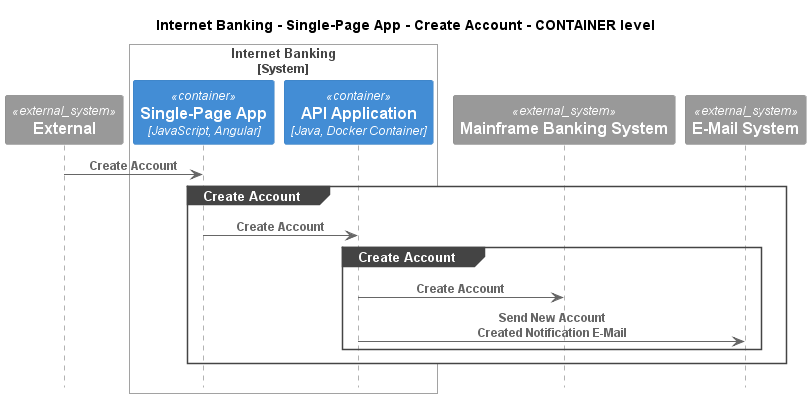 Internet Banking - Single-Page App - Create Account - CONTAINER level
Internet Banking
[System]
«external_system»
External
«container»
Single-Page App
[JavaScript, Angular]
«container»
API Application
[Java, Docker Container]
«external_system»
Mainframe Banking System
«external_system»
E-Mail System
Create Account
Create Account
Create Account
Create Account
Create Account
Send New Account
Created Notification E-Mail